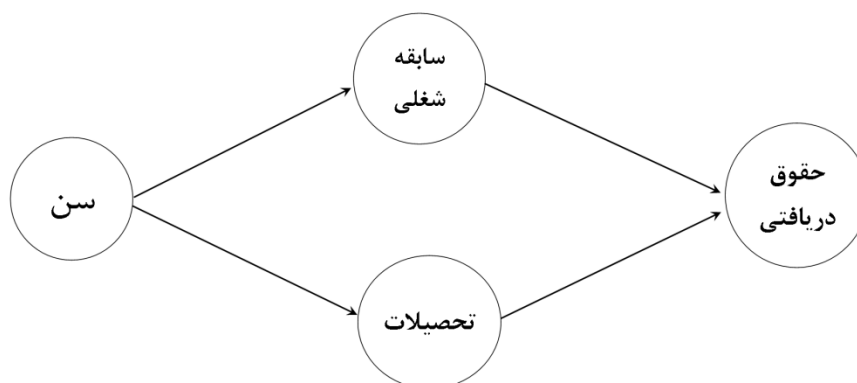 سابقه
شغلی
حقوق
دریافتی
سن
تحصیلات